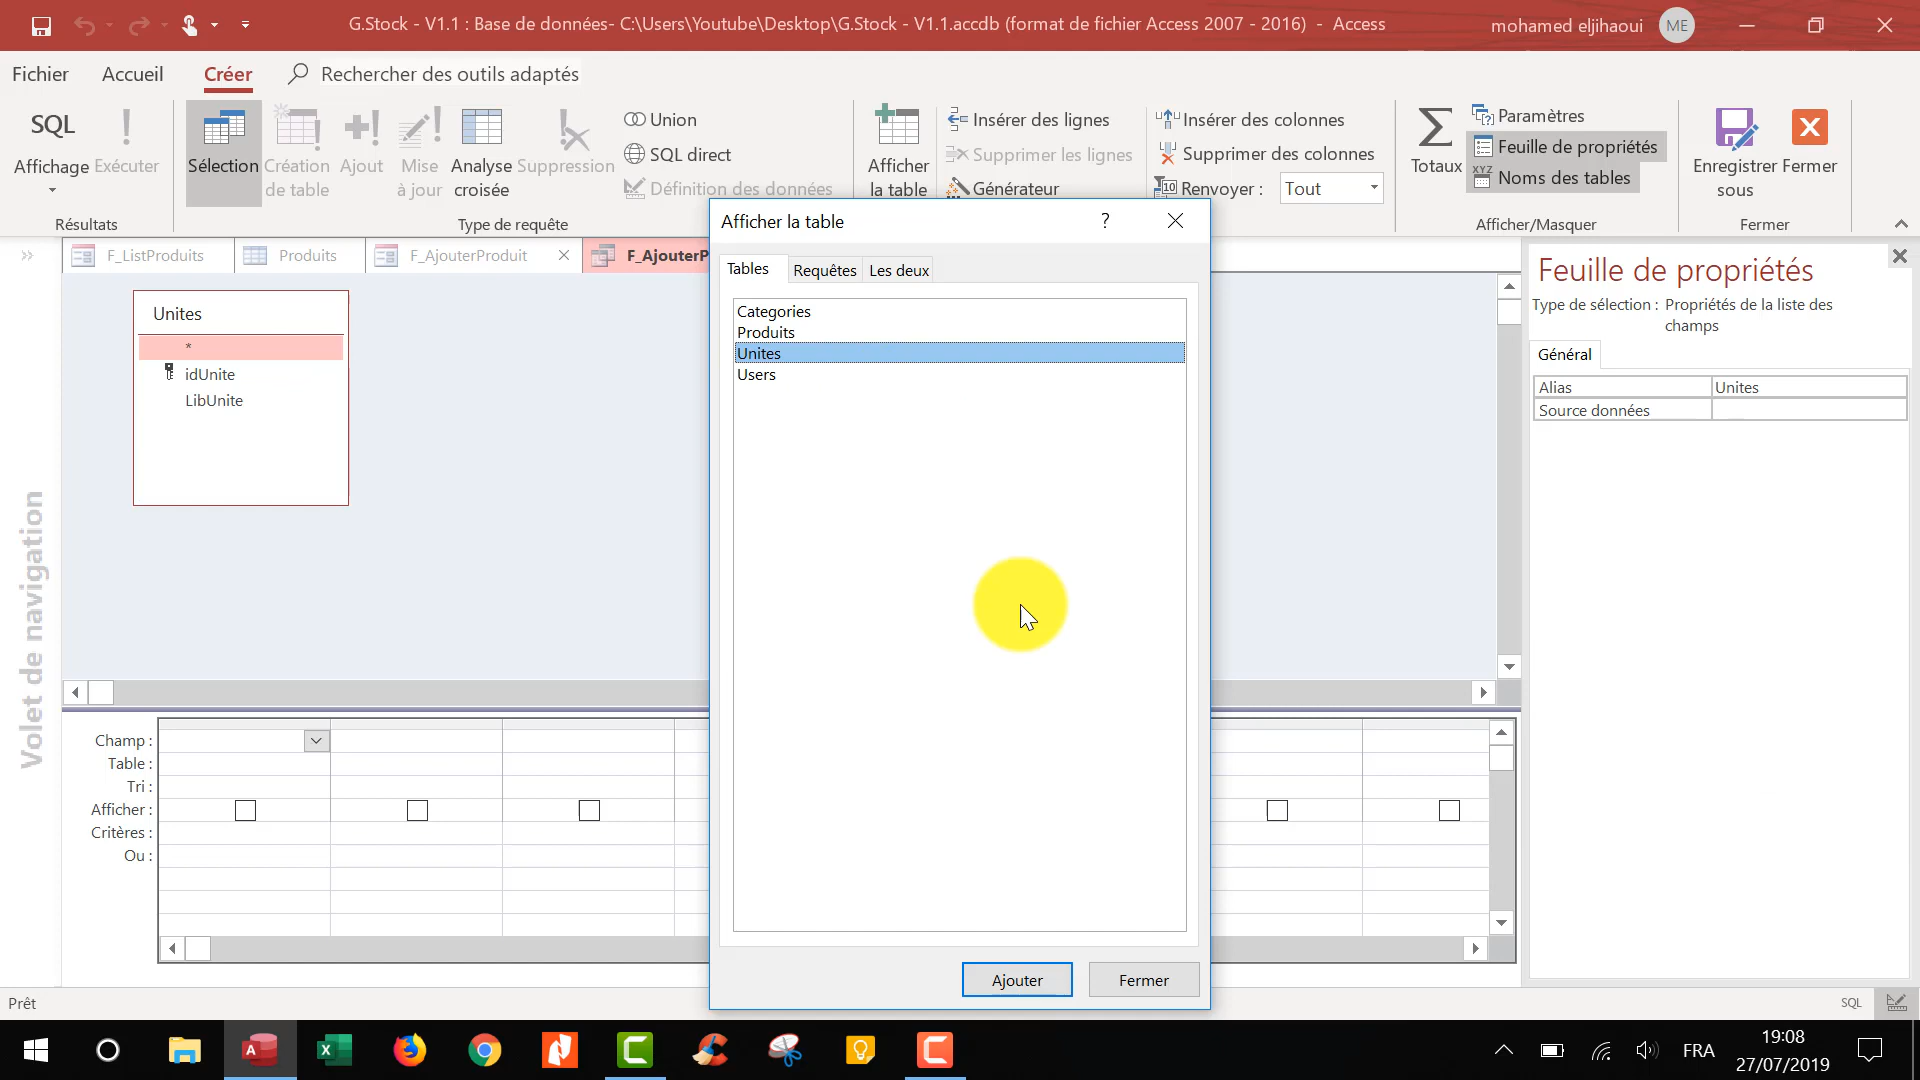 G.Stock - V1.1 : Base de données- C:\Users\Youtube\Desktop\G.Stock - V1.1.accdb (format de fichier Access 2007 - 2016) - Access
mohamed eljihaoui
ME
Fichier
Accueil
Créer
Rechercher des outils adaptés
SQL
Affichage
Exécuter
Résultats
Sélection
Création
de table
Ajout
Mise
à jour
Analyse
croisée
Suppression
Union
SQL direct
Définition des données
Type de requête
Afficher
la table
Insérer des lignes
Supprimer les lignes
Générateur
Insérer des colonnes
Supprimer des colonnes
Renvoyer :
Tout
Totaux
Paramètres
Feuille de propriétés
Noms des tables
Afficher/Masquer
Enregistrer
sous
Fermer
Fermer
F_ListProduits
Produits
F_AjouterProduit
F_AjouterP
Unites
*
idUnite
LibUnite
Afficher la table
?
Tables
Requêtes
Les deux
Categories
Produits
Unites
Users
Ajouter
Fermer
Feuille de propriétés
Type de sélection : Propriétés de la liste des
champs
Général
Alias
Unites
Source données
Volet de navigation
Champ :
Table :
Tri :
Afficher :
Critères :
Ou :
Prêt
SQL
FRA
19:08
27/07/2019